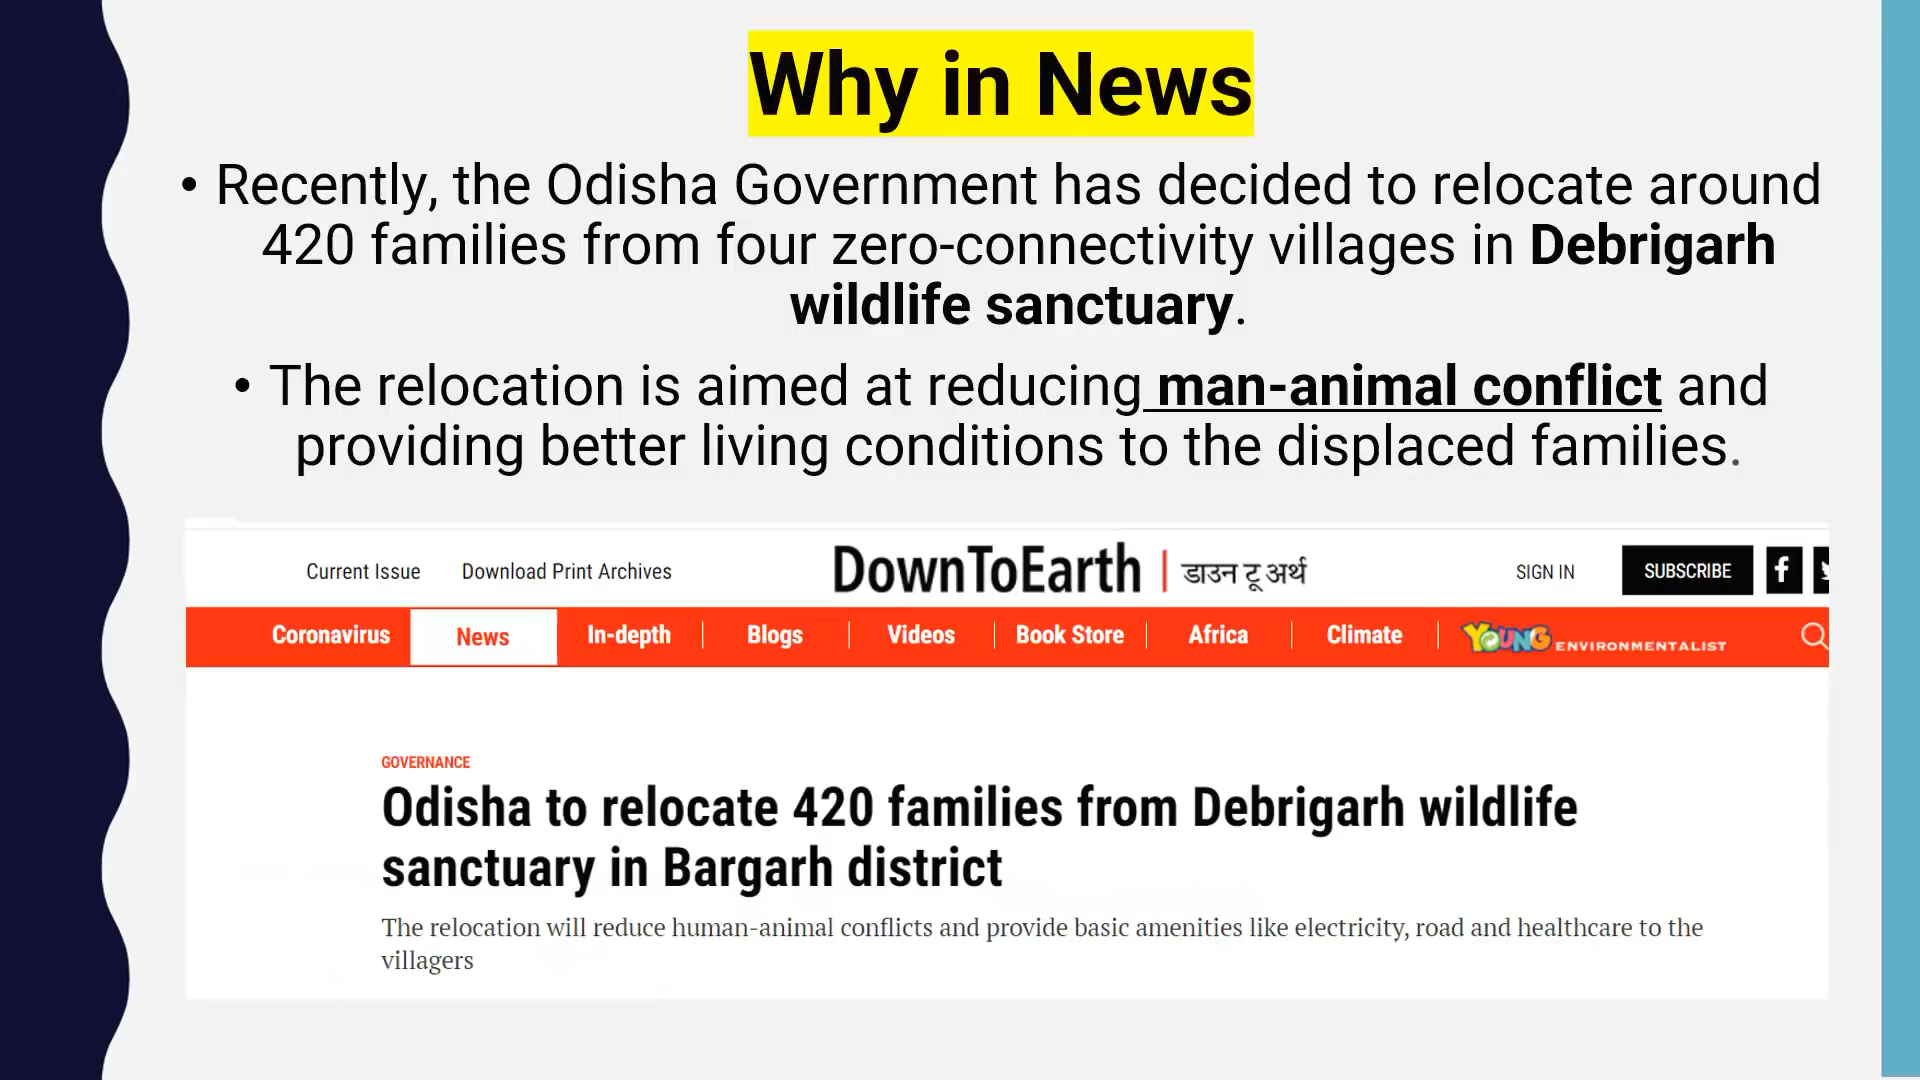 Why in News
• Recently, the Odisha Government has decided to relocate around
420 families from four zero-connectivity villages in Debrigarh
wildlife sanctuary.
• The relocation is aimed at reducing man-animal conflict and
providing better living conditions to the displaced families.
Current Issue Download Print Archives DownToEarth | डाउन टू अर्थ SIGN IN SUBSCRIBE
Coronavirus News In-depth Blogs Videos Book Store Africa Climate YOUNG ENVIRONMENTALIST
GOVERNANCE
Odisha to relocate 420 families from Debrigarh wildlife
sanctuary in Bargarh district
The relocation will reduce human-animal conflicts and provide basic amenities like electricity, road and healthcare to the
villagers